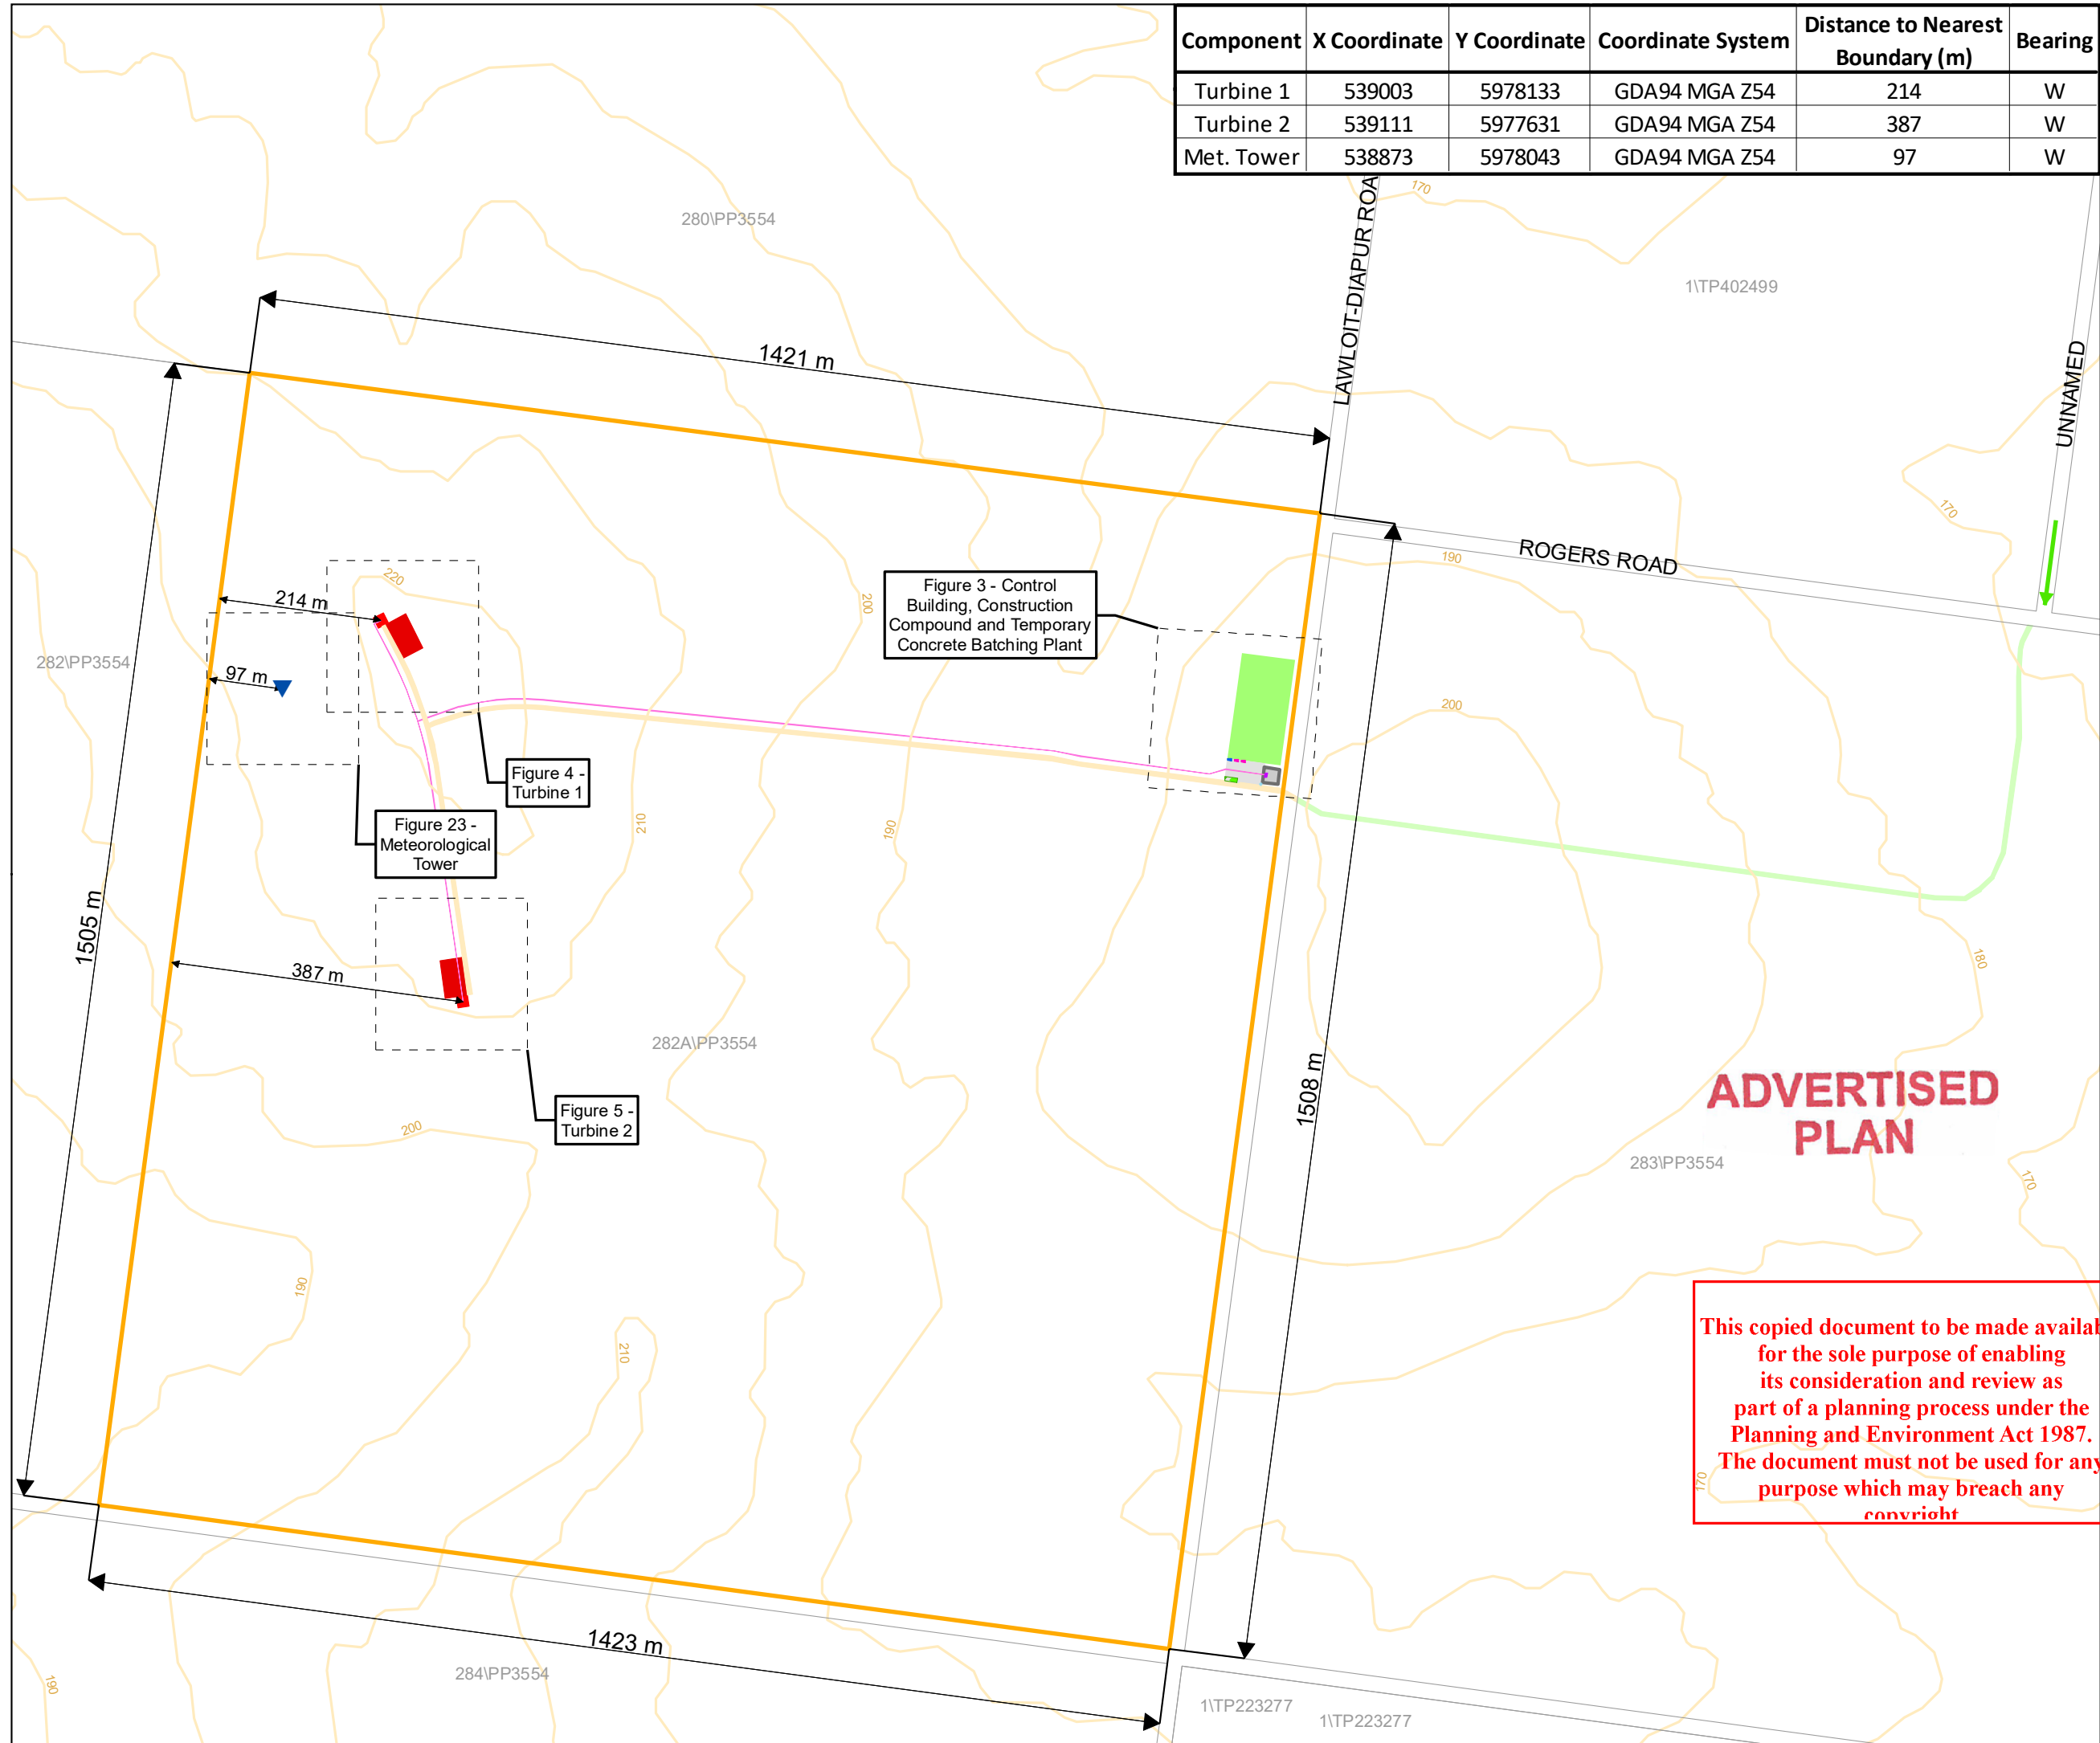 Component X Coordinate Y Coordinate Coordinate System Distance to Nearest Boundary (m) Bearing
Turbine 1 539003 5978133 GDA94 MGA Z54 214 W
Turbine 2 539111 5977631 GDA94 MGA Z54 387 W
Met. Tower 538873 5978043 GDA94 MGA Z54 97 W
170
280\PP3554
LAWLOIT-DIAPUR ROA
1\TP402499
UNNAMED
1421 m
170
ROGERS ROAD
190
220
200
214 m
Figure 3 - Control
Building, Construction
Compound and Temporary
Concrete Batching Plant
282\PP3554
97 m
200
Figure 4 -
Turbine 1
210
190
Figure 23 -
Meteorological
Tower
1505 m
387 m
180
282A\PP3554
1508 m
ADVERTISED
PLAN
Figure 5 -
Turbine 2
200
283\PP3554
170
190
210
This copied document to be made availab
for the sole purpose of enabling
its consideration and review as
part of a planning process under the
Planning and Environment Act 1987.
The document must not be used for any
purpose which may breach any
copyright
170
1423 m
284\PP3554
190
1\TP223277
1\TP223277